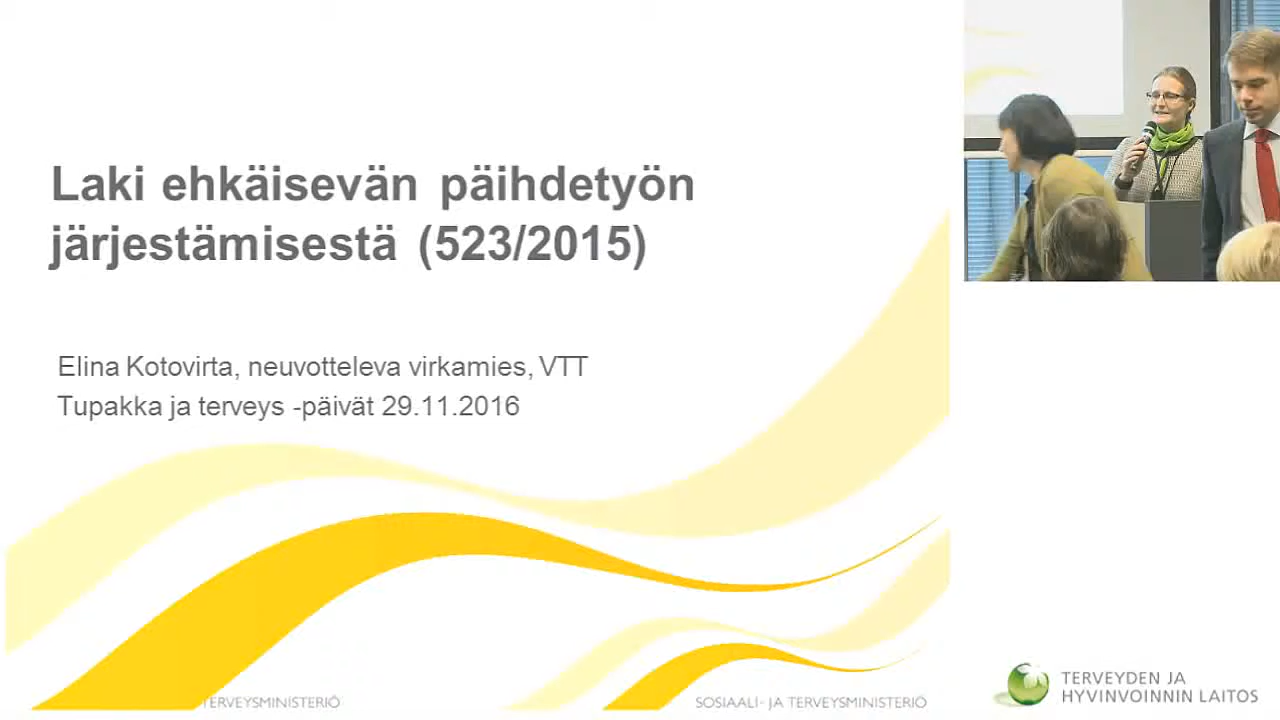 Laki ehkäisevän päihdetyön
järjestämisestä (523/2015)
Elina Kotovirta, neuvotteleva virkamies, VTT
Tupakka ja terveys -päivät 29.11.2016
TERVEYSMINISTERIÖ
SOSIAALI- JA TERVEYSMINISTERIÖ
TERVEYDEN JA
HYVINVOINNIN LAITOS